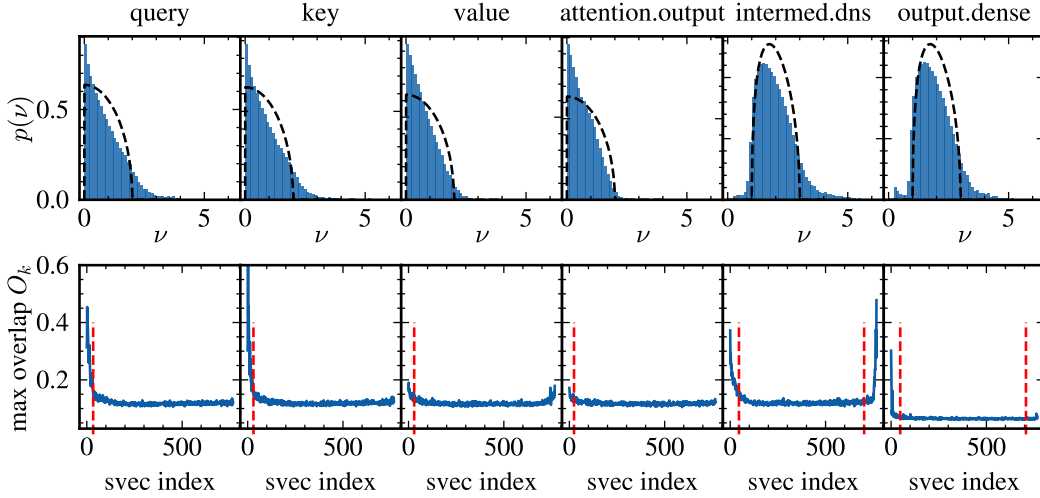 query key value attention.output intermed.dns output.dense
p(ν)
0.5
0.0
0 5 0 5 0 5 0 5 0 5 0 5
ν ν ν ν ν ν
max overlap O_k
0.6
0.4
0.2
0 500 0 500 0 500 0 500 0 500 0 500
svec index svec index svec index svec index svec index svec index